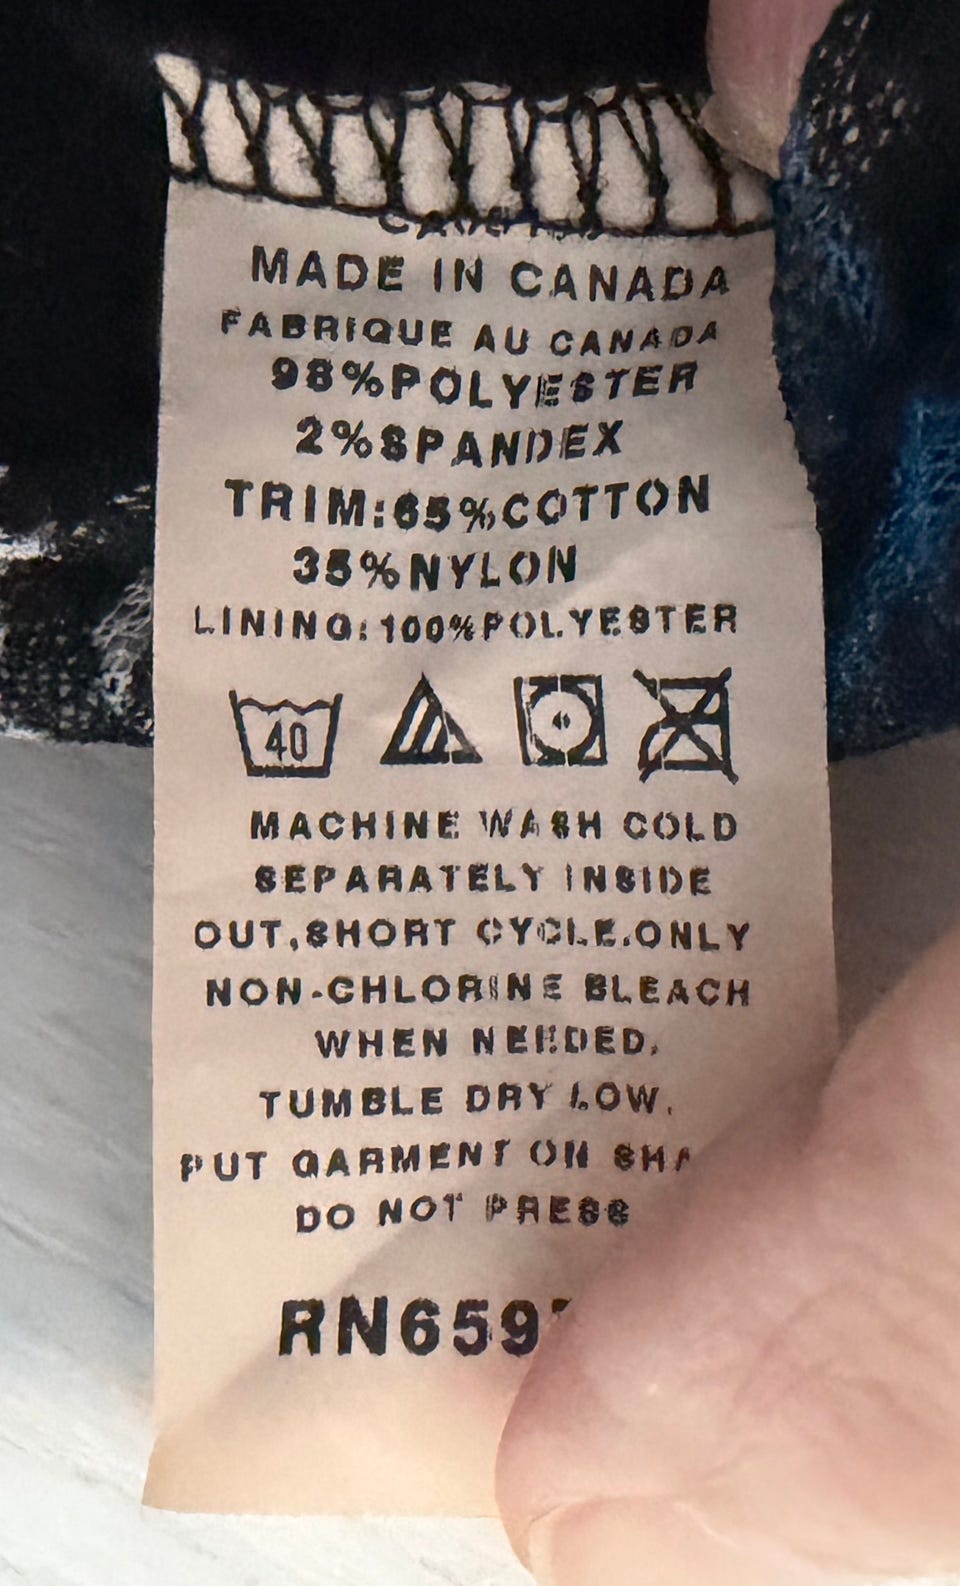 MADE IN CANADA
FABRIQUE AU CANADA
98%POLYESTER
2%SPANDEX
TRIM:65%COTTON
35%NYLON
LINING:100%POLYESTER
40
MACHINE WASH COLD
SEPARATELY INSIDE
OUT,SHORT CYCLE.ONLY
NON-CHLORINE BLEACH
WHEN NEEDED.
TUMBLE DRY LOW.
PUT GARMENT ON
DO NOT PRESS
RN659